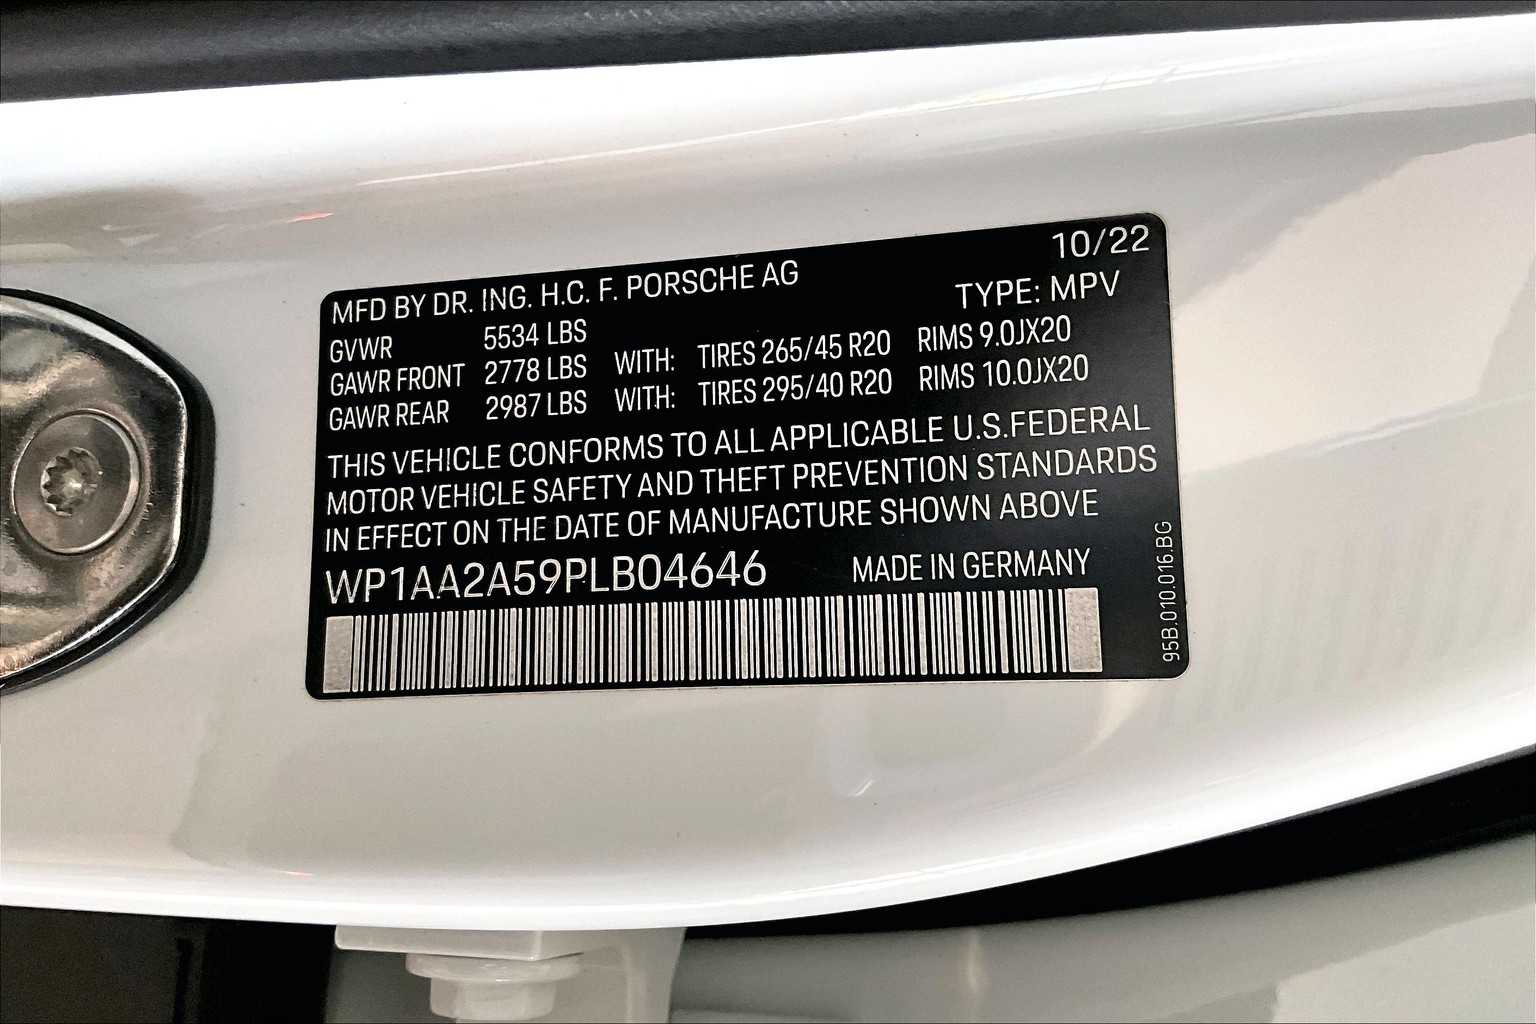 10/22
MFD BY DR. ING. H.C. F. PORSCHE AG
TYPE: MPV
GVWR 5534 LBS
GAWR FRONT 2778 LBS WITH: TIRES 265/45 R20 RIMS 9.0JX20
GAWR REAR 2987 LBS WITH: TIRES 295/40 R20 RIMS 10.0JX20
THIS VEHICLE CONFORMS TO ALL APPLICABLE U.S.FEDERAL
MOTOR VEHICLE SAFETY AND THEFT PREVENTION STANDARDS
IN EFFECT ON THE DATE OF MANUFACTURE SHOWN ABOVE
WP1AA2A59PLB04646 MADE IN GERMANY
95B.010.016.BG